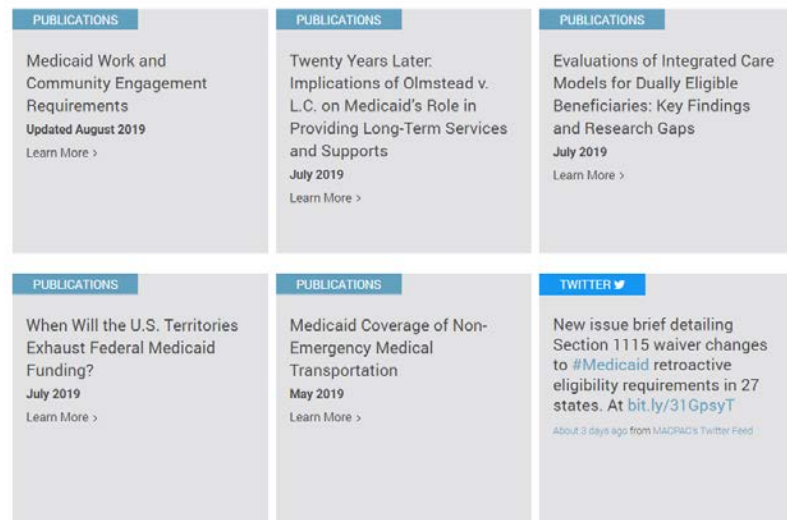 PUBLICATIONS
Medicaid Work and
Community Engagement
Requirements
Updated August 2019
Learn More >
PUBLICATIONS
Twenty Years Later:
Implications of Olmstead v.
L.C. on Medicaid's Role in
Providing Long-Term Services
and Supports
July 2019
Learn More >
PUBLICATIONS
Evaluations of Integrated Care
Models for Dually Eligible
Beneficiaries: Key Findings
and Research Gaps
July 2019
Learn More >
PUBLICATIONS
When Will the U.S. Territories
Exhaust Federal Medicaid
Funding?
July 2019
Learn More >
PUBLICATIONS
Medicaid Coverage of Non-
Emergency Medical
Transportation
May 2019
Learn More >
TWITTER
New issue brief detailing
Section 1115 waiver changes
to #Medicaid retroactive
eligibility requirements in 27
states. At bit.ly/31GpsyT
About 3 days ago from MACPAC's Twitter Feed